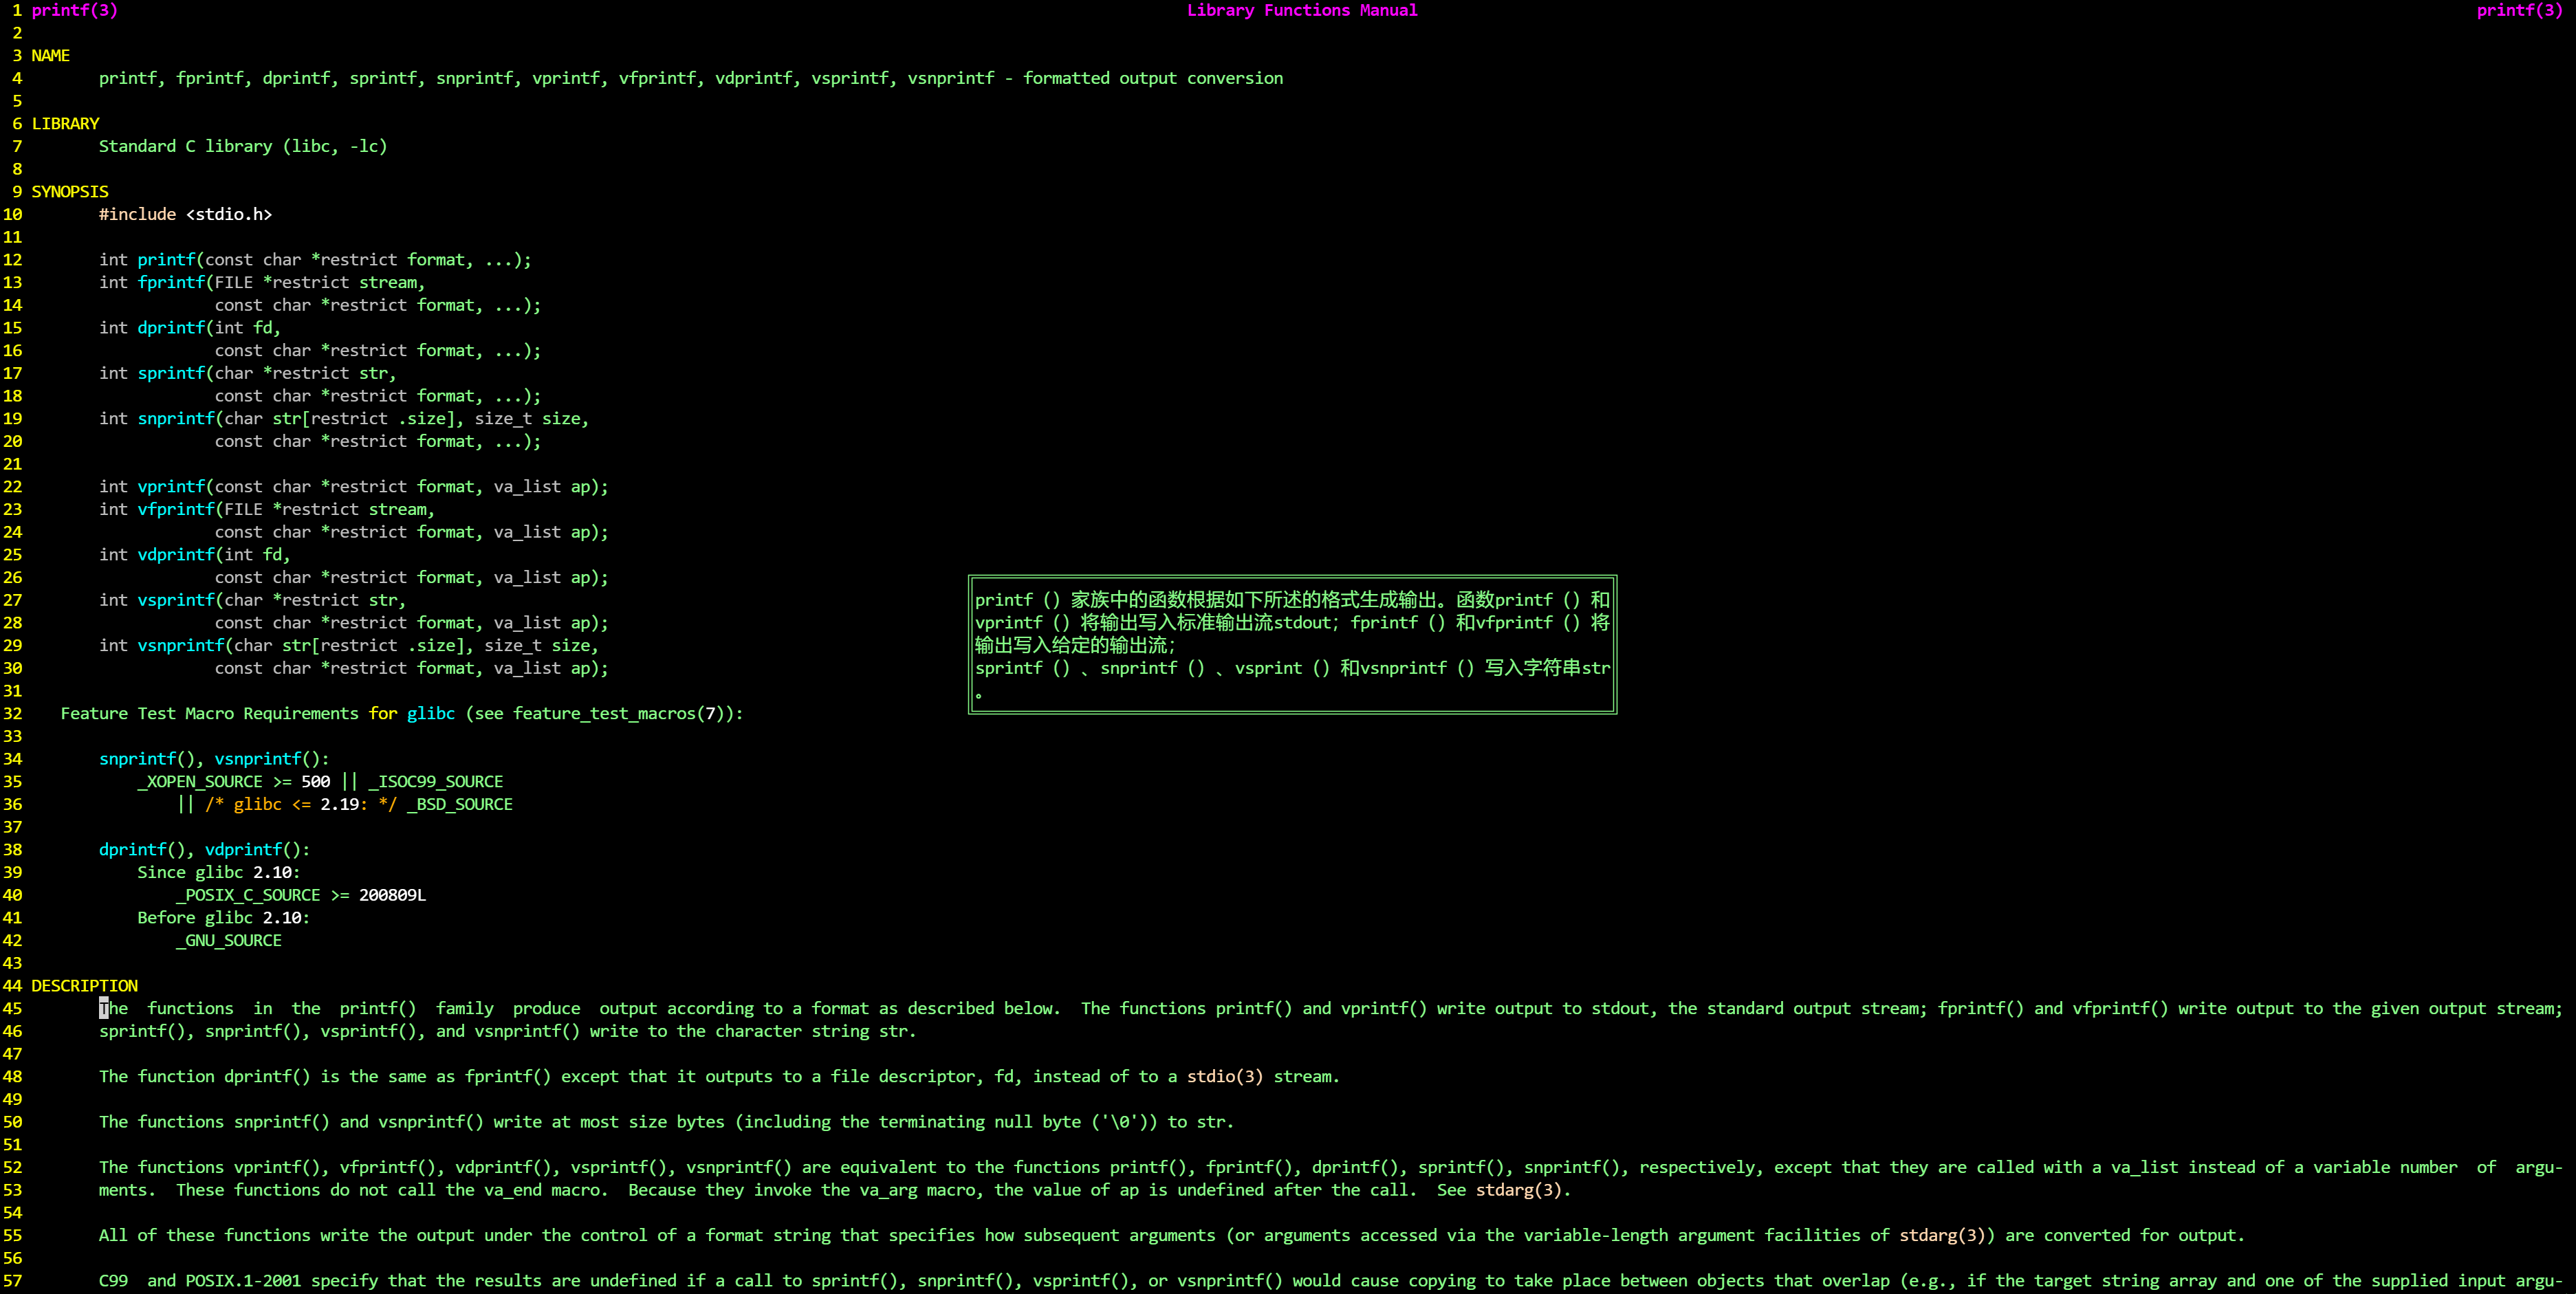 1 printf(3) Library Functions Manual printf(3)
2
3 NAME
4 printf, fprintf, dprintf, sprintf, snprintf, vprintf, vfprintf, vdprintf, vsprintf, vsnprintf - formatted output conversion
5
6 LIBRARY
7 Standard C library (libc, -lc)
8
9 SYNOPSIS
10 #include <stdio.h>
11
12 int printf(const char *restrict format, ...);
13 int fprintf(FILE *restrict stream,
14 const char *restrict format, ...);
15 int dprintf(int fd,
16 const char *restrict format, ...);
17 int sprintf(char *restrict str,
18 const char *restrict format, ...);
19 int snprintf(char str[restrict .size], size_t size,
20 const char *restrict format, ...);
21
22 int vprintf(const char *restrict format, va_list ap);
23 int vfprintf(FILE *restrict stream,
24 const char *restrict format, va_list ap);
25 int vdprintf(int fd,
26 const char *restrict format, va_list ap);
27 int vsprintf(char *restrict str,
28 const char *restrict format, va_list ap);
29 int vsnprintf(char str[restrict .size], size_t size,
30 const char *restrict format, va_list ap);
31
printf（）家族中的函数根据如下所述的格式生成输出。函数printf（）和
vprintf（）将输出写入标准输出流stdout；fprintf（）和vfprintf（）将
输出写入给定的输出流；
sprintf（）、snprintf（）、vsprint（）和vsnprintf（）写入字符串str
。
32 Feature Test Macro Requirements for glibc (see feature_test_macros(7)):
33
34 snprintf(), vsnprintf():
35 _XOPEN_SOURCE >= 500 || _ISOC99_SOURCE
36 || /* glibc <= 2.19: */ _BSD_SOURCE
37
38 dprintf(), vdprintf():
39 Since glibc 2.10:
40 _POSIX_C_SOURCE >= 200809L
41 Before glibc 2.10:
42 _GNU_SOURCE
43
44 DESCRIPTION
45 The functions in the printf() family produce output according to a format as described below. The functions printf() and vprintf() write output to stdout, the standard output stream; fprintf() and vfprintf() write output to the given output stream;
46 sprintf(), snprintf(), vsprintf(), and vsnprintf() write to the character string str.
47
48 The function dprintf() is the same as fprintf() except that it outputs to a file descriptor, fd, instead of to a stdio(3) stream.
49
50 The functions snprintf() and vsnprintf() write at most size bytes (including the terminating null byte ('\0')) to str.
51
52 The functions vprintf(), vfprintf(), vdprintf(), vsprintf(), vsnprintf() are equivalent to the functions printf(), fprintf(), dprintf(), sprintf(), snprintf(), respectively, except that they are called with a va_list instead of a variable number of argu-
53 ments. These functions do not call the va_end macro. Because they invoke the va_arg macro, the value of ap is undefined after the call. See stdarg(3).
54
55 All of these functions write the output under the control of a format string that specifies how subsequent arguments (or arguments accessed via the variable-length argument facilities of stdarg(3)) are converted for output.
56
57 C99 and POSIX.1-2001 specify that the results are undefined if a call to sprintf(), snprintf(), vsprintf(), or vsnprintf() would cause copying to take place between objects that overlap (e.g., if the target string array and one of the supplied input argu-